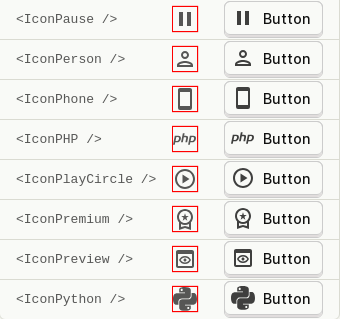 <IconPause /> Button
<IconPerson /> Button
<IconPhone /> Button
<IconPHP /> php php Button
<IconPlayCircle /> Button
<IconPremium /> Button
<IconPreview /> Button
<IconPython /> Button